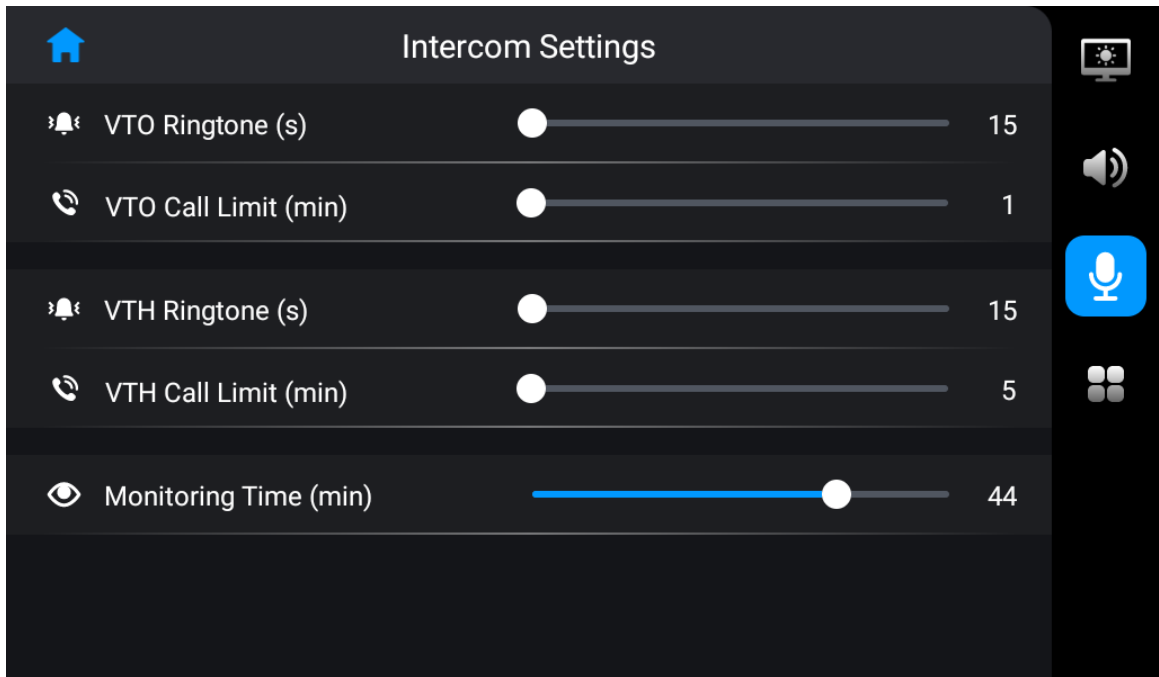 Intercom Settings
VTO Ringtone (s) 15
VTO Call Limit (min) 1
VTH Ringtone (s) 15
VTH Call Limit (min) 5
Monitoring Time (min) 44